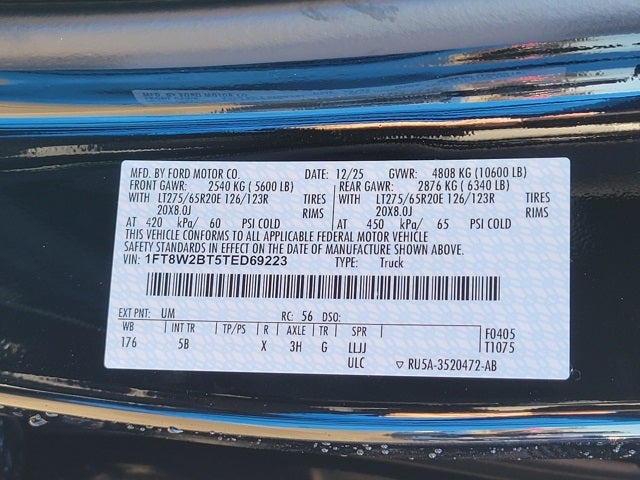 MFD. BY FORD MOTOR CO.
MFD. BY FORD MOTOR CO. DATE: 12/25 GVWR: 4808 KG (10600 LB)
FRONT GAWR: 2540 KG ( 5600 LB) REAR GAWR: 2876 KG ( 6340 LB)
WITH LT275/65R20E 126/123R TIRES WITH LT275/65R20E 126/123R TIRES
20X8.0J RIMS 20X8.0J RIMS
AT 420 kPa/ 60 PSI COLD AT 450 kPa/ 65 PSI COLD
THIS VEHICLE CONFORMS TO ALL APPLICABLE FEDERAL MOTOR VEHICLE
SAFETY STANDARDS IN EFFECT ON THE DATE OF MANUFACTURE SHOWN ABOVE.
VIN: 1FT8W2BT5TED69223 TYPE: Truck
EXT PNT: UM RC: 56 DSO:
WB INT TR TP/PS R AXLE TR SPR F0405
176 5B X 3H G LLJJ T1075
ULC ▽ RU5A-3520472-AB